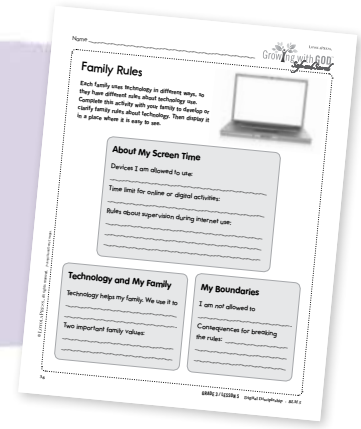 Name
Growing with GOD
Safe and Sacred
Family Rules
Each family uses technology in different ways, so
they have different rules about technology use.
Complete this activity with your family to develop or
clarify family rules about technology. Then display it
in a place where it is easy to see.
About My Screen Time
Devices I am allowed to use:
Time limit for online or digital activities:
Rules about supervision during internet use:
Technology and My Family
Technology helps my family. We use it to
Two important family values:
My Boundaries
I am not allowed to
Consequences for breaking
the rules:
GRADE 3 / LESSON 5